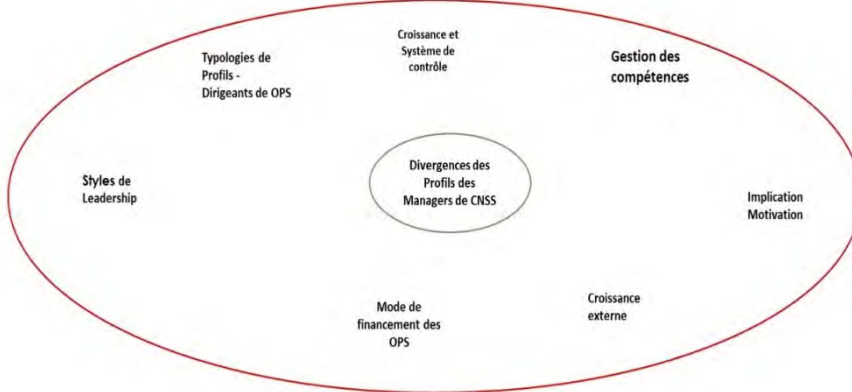 Croissance et
Système de
contrôle
Typologies de
Profils -
Dirigeants de OPS
Gestion des
compétences
Divergences des
Profils des
Managers de CNSS
Styles de
Leadership
Implication
Motivation
Mode de
financement des
OPS
Croissance
externe